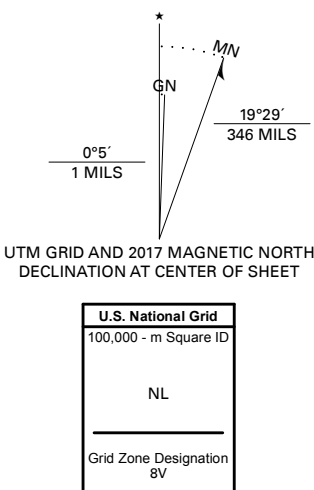 ★
MN
GN
19°29´
346 MILS
0°5´
1 MILS
UTM GRID AND 2017 MAGNETIC NORTH
DECLINATION AT CENTER OF SHEET
U.S. National Grid
100,000 - m Square ID
NL
Grid Zone Designation
8V